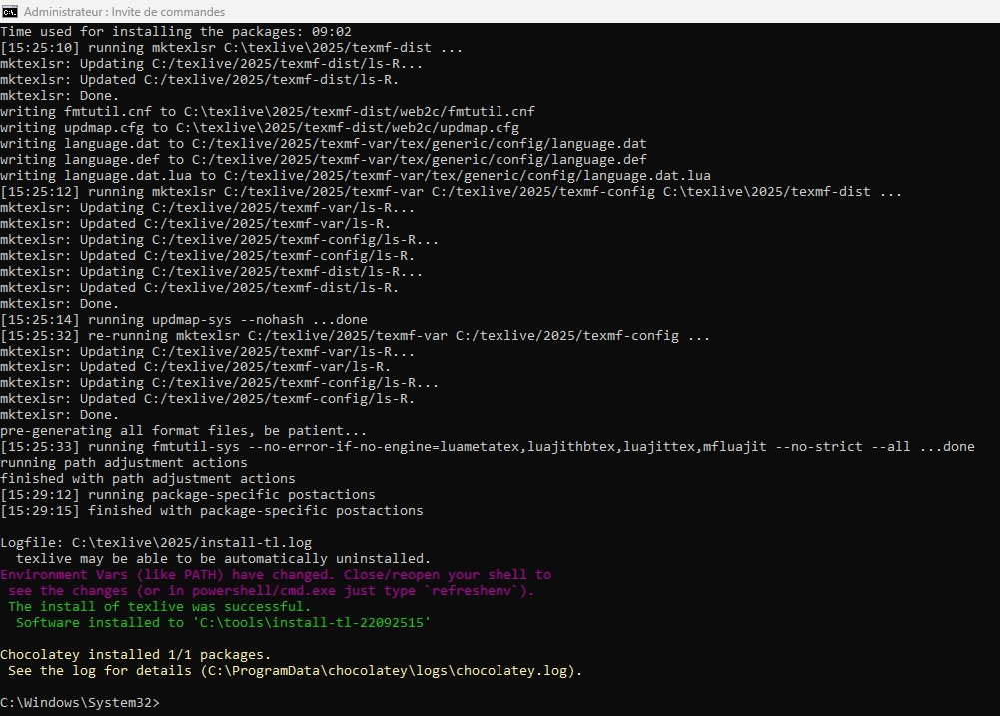 Administrateur : Invite de commandes
Time used for installing the packages: 09:02
[15:25:10] running mktexlsr C:\texlive\2025/texmf-dist ...
mktexlsr: Updating C:/texlive/2025/texmf-dist/ls-R...
mktexlsr: Updated C:/texlive/2025/texmf-dist/ls-R.
mktexlsr: Done.
writing fmtutil.cnf to C:\texlive\2025/texmf-dist/web2c/fmtutil.cnf
writing updmap.cfg to C:\texlive\2025/texmf-dist/web2c/updmap.cfg
writing language.dat to C:/texlive/2025/texmf-var/tex/generic/config/language.dat
writing language.def to C:/texlive/2025/texmf-var/tex/generic/config/language.def
writing language.dat.lua to C:/texlive/2025/texmf-var/tex/generic/config/language.dat.lua
[15:25:12] running mktexlsr C:/texlive/2025/texmf-var C:/texlive/2025/texmf-config C:\texlive\2025/texmf-dist ...
mktexlsr: Updating C:/texlive/2025/texmf-var/ls-R...
mktexlsr: Updated C:/texlive/2025/texmf-var/ls-R.
mktexlsr: Updating C:/texlive/2025/texmf-config/ls-R...
mktexlsr: Updated C:/texlive/2025/texmf-config/ls-R.
mktexlsr: Updating C:/texlive/2025/texmf-dist/ls-R...
mktexlsr: Updated C:/texlive/2025/texmf-dist/ls-R.
mktexlsr: Done.
[15:25:14] running updmap-sys --nohash ...done
[15:25:32] re-running mktexlsr C:/texlive/2025/texmf-var C:/texlive/2025/texmf-config ...
mktexlsr: Updating C:/texlive/2025/texmf-var/ls-R...
mktexlsr: Updated C:/texlive/2025/texmf-var/ls-R.
mktexlsr: Updating C:/texlive/2025/texmf-config/ls-R...
mktexlsr: Updated C:/texlive/2025/texmf-config/ls-R.
mktexlsr: Done.
pre-generating all format files, be patient...
[15:25:33] running fmtutil-sys --no-error-if-no-engine=luametatex,luajithbtex,luajittex,mfluajit --no-strict --all ...done
running path adjustment actions
finished with path adjustment actions
[15:29:12] running package-specific postactions
[15:29:15] finished with package-specific postactions
Logfile: C:\texlive\2025/install-tl.log
texlive may be able to be automatically uninstalled.
Environment Vars (like PATH) have changed. Close/reopen your shell to
see the changes (or in powershell/cmd.exe just type `refreshenv`).
The install of texlive was successful.
Software installed to 'C:\tools\install-tl-22092515'
Chocolatey installed 1/1 packages.
See the log for details (C:\ProgramData\chocolatey\logs\chocolatey.log).
C:\Windows\System32>